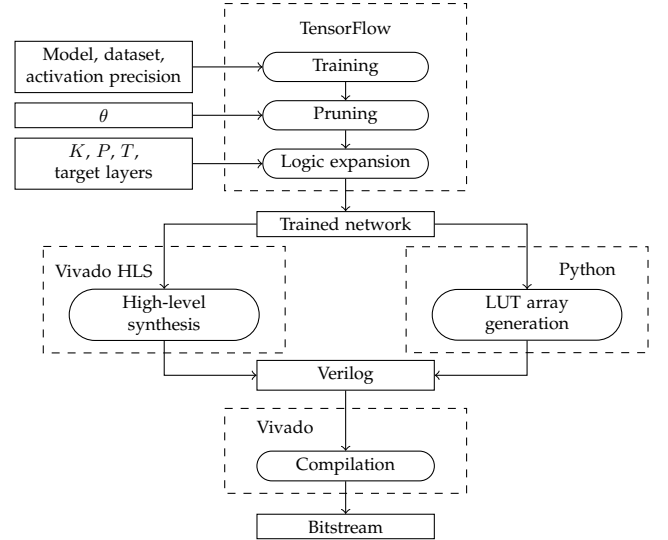 TensorFlow
Model, dataset,
activation precision
Training
θ
Pruning
K, P, T,
target layers
Logic expansion
Trained network
Vivado HLS
High-level
synthesis
Python
LUT array
generation
Verilog
Vivado
Compilation
Bitstream